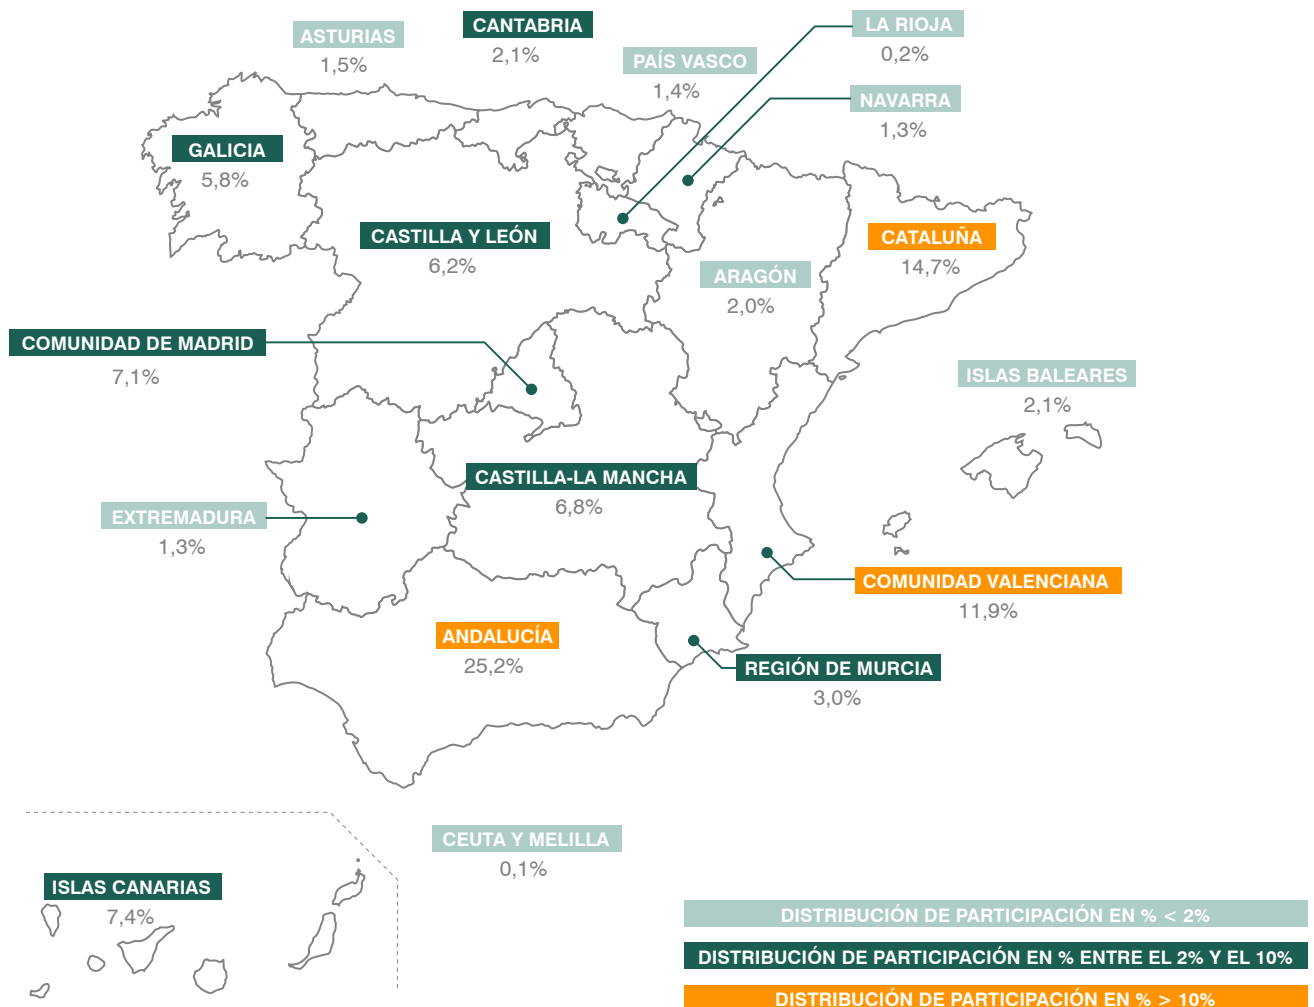 ASTURIAS
1,5%
CANTABRIA
2,1%
PAÍS VASCO
1,4%
LA RIOJA
0,2%
NAVARRA
1,3%
GALICIA
5,8%
CASTILLA Y LEÓN
6,2%
CATALUÑA
14,7%
ARAGÓN
2,0%
COMUNIDAD DE MADRID
7,1%
ISLAS BALEARES
2,1%
CASTILLA-LA MANCHA
6,8%
EXTREMADURA
1,3%
COMUNIDAD VALENCIANA
11,9%
ANDALUCÍA
25,2%
REGIÓN DE MURCIA
3,0%
CEUTA Y MELILLA
0,1%
ISLAS CANARIAS
7,4%
DISTRIBUCIÓN DE PARTICIPACIÓN EN % < 2%
DISTRIBUCIÓN DE PARTICIPACIÓN EN % ENTRE EL 2% Y EL 10%
DISTRIBUCIÓN DE PARTICIPACIÓN EN % > 10%